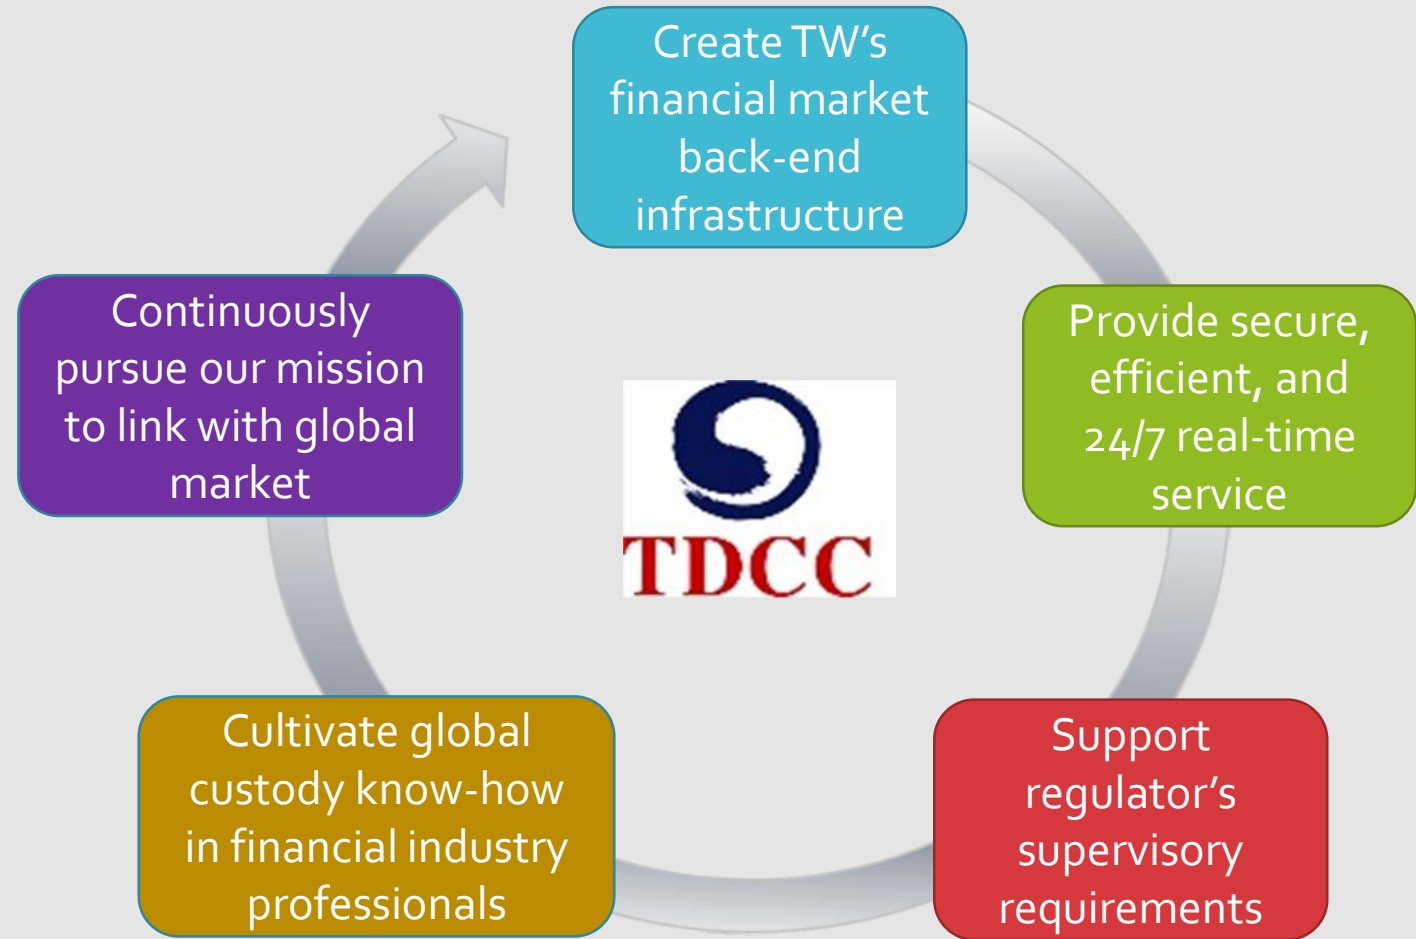 Create TW’s
financial market
back-end
infrastructure
Provide secure,
efficient, and
24/7 real-time
service
Support
regulator’s
supervisory
requirements
Cultivate global
custody know-how
in financial industry
professionals
Continuously
pursue our mission
to link with global
market
TDCC